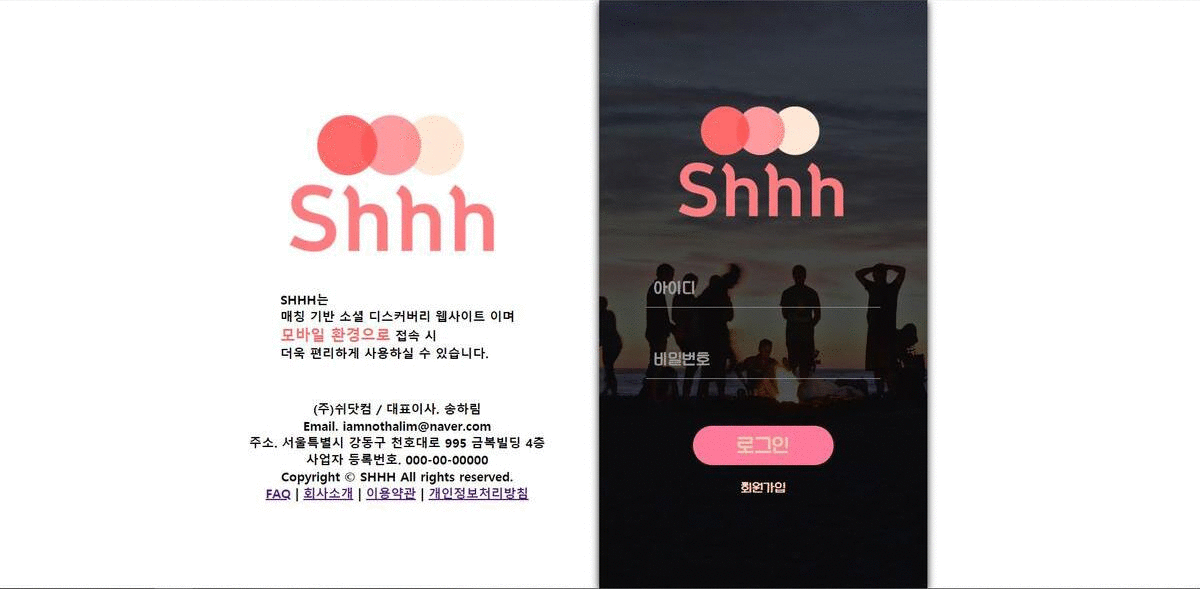 Shhh
SHHH는
매칭 기반 소셜 디스커버리 웹사이트 이며
모바일 환경으로 접속 시
더욱 편리하게 사용하실 수 있습니다.
(주)쉬닷컴 / 대표이사. 송하림
Email. iamnothalim@naver.com
주소. 서울특별시 강동구 천호대로 995 금복빌딩 4층
사업자 등록번호. 000-00-00000
Copyright © SHHH All rights reserved.
FAQ | 회사소개 | 이용약관 | 개인정보처리방침
Shhh
아이디
비밀번호
로그인
회원가입